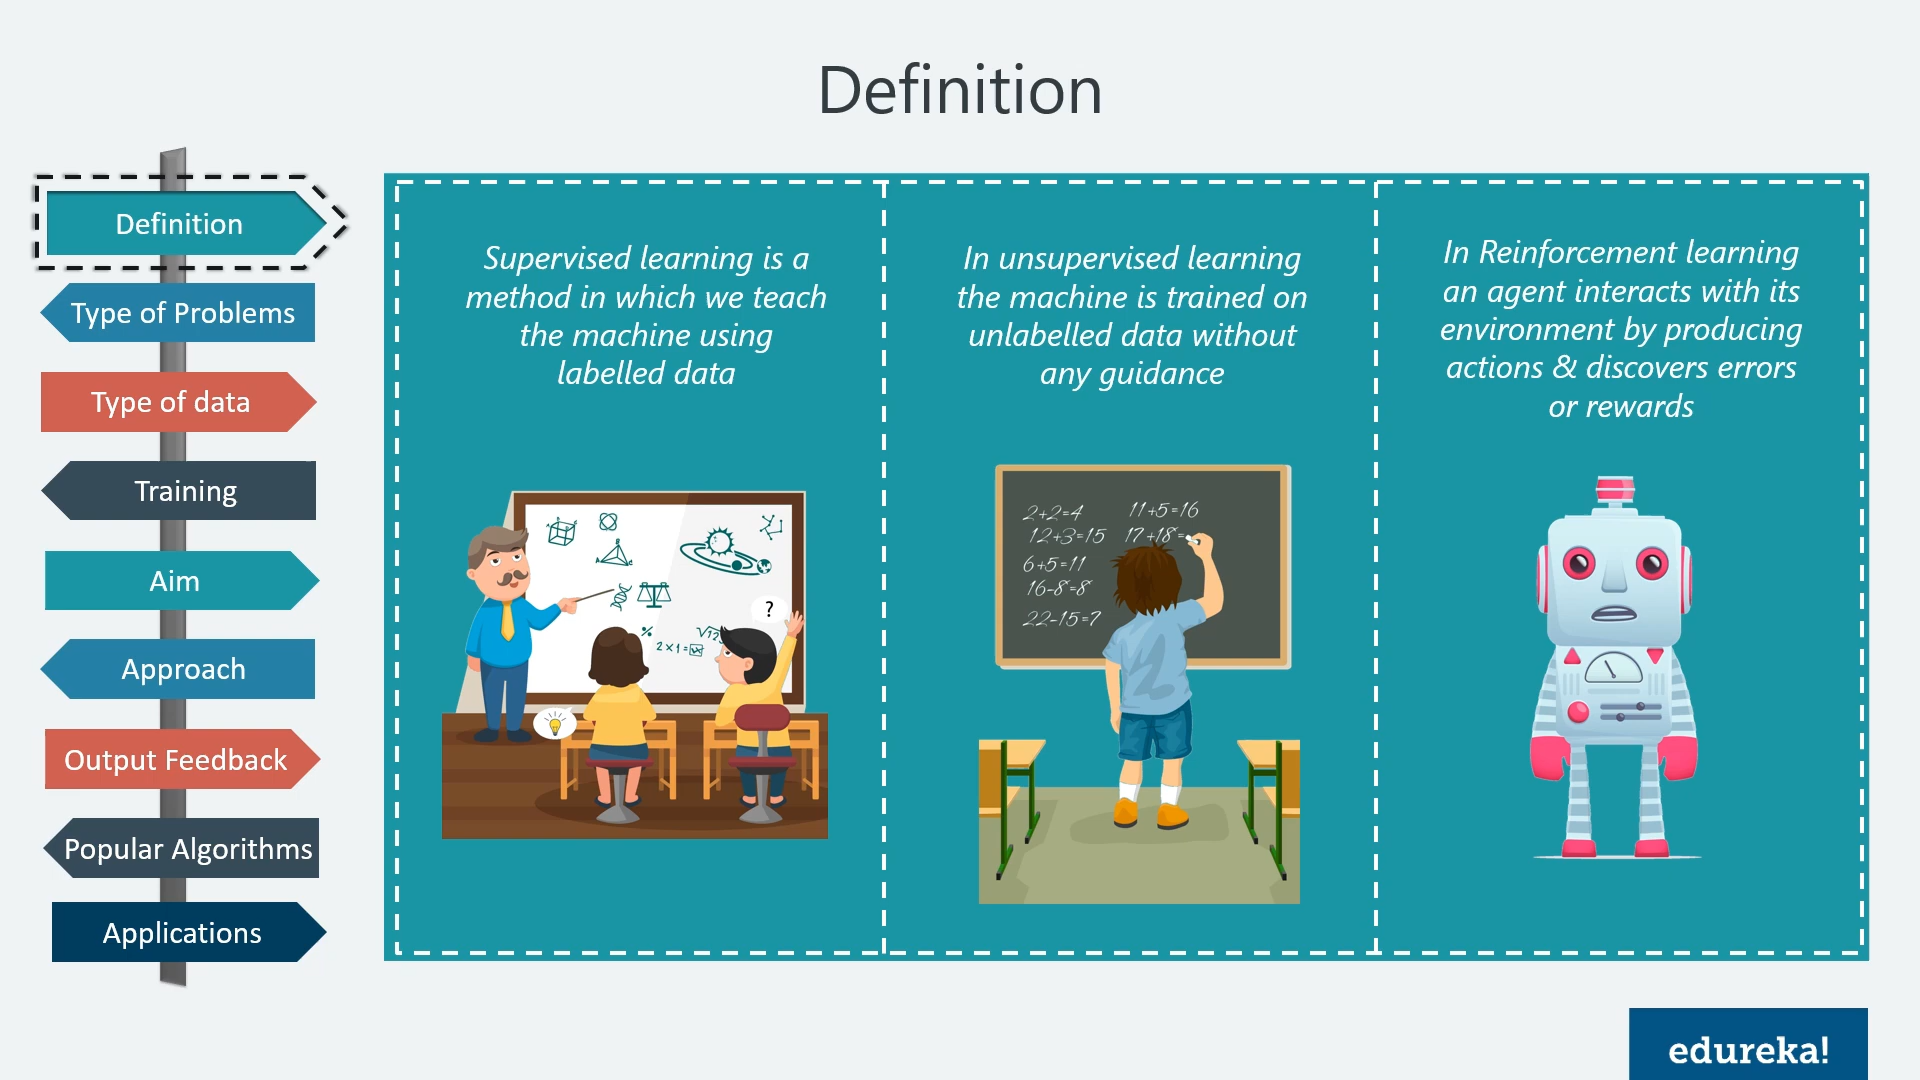 Definition
Definition
Type of Problems
Type of data
Training
Aim
Approach
Output Feedback
Popular Algorithms
Applications
Supervised learning is a
method in which we teach
the machine using
labelled data
?
2×1=
In unsupervised learning
the machine is trained on
unlabelled data without
any guidance
2+2=4
12+3=15
6+5=11
16-8=8
22-15=7
11+5=16
17+18=
In Reinforcement learning
an agent interacts with its
environment by producing
actions & discovers errors
or rewards
edureka!